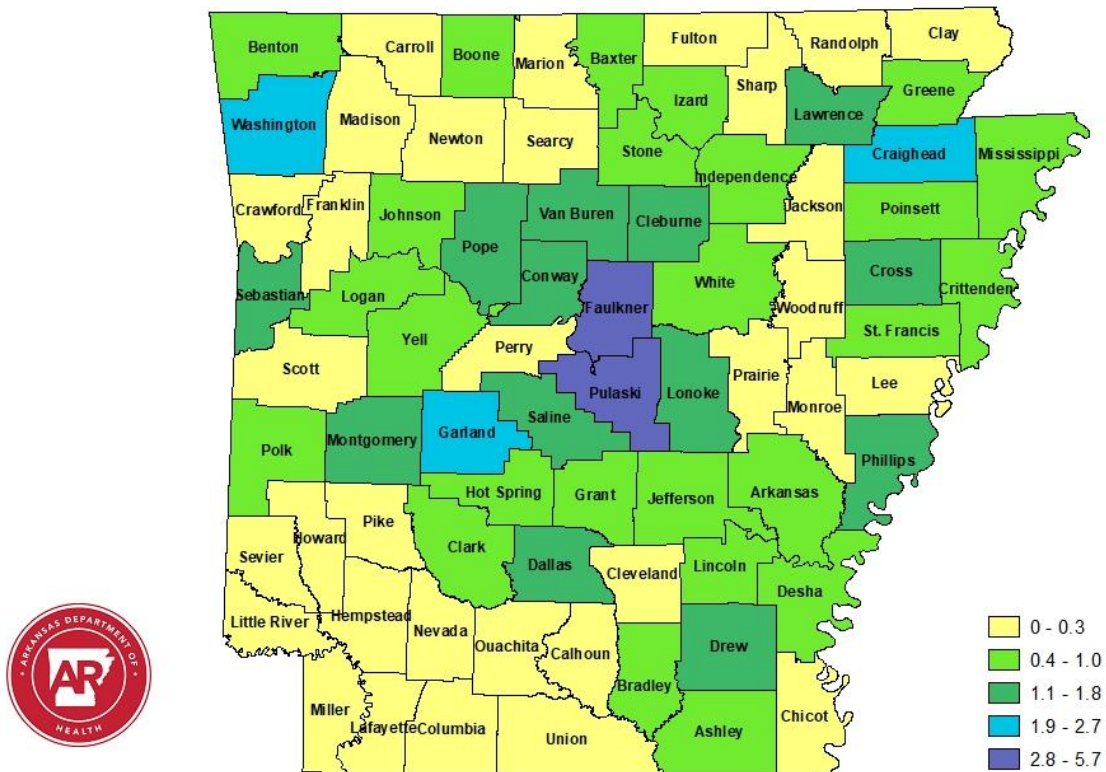 Benton
Carroll
Boone
Marion
Baxter
Fulton
Randolph
Clay
Sharp
Izard
Lawrence
Greene
Washington
Madison
Newton
Searcy
Stone
Independence
Craighead
Mississippi
Crawford
Franklin
Johnson
Pope
Van Buren
Cleburne
Jackson
Poinsett
Sebastian
Logan
Conway
Faulkner
White
Woodruff
Cross
Crittenden
St. Francis
Yell
Perry
Scott
Pulaski
Lonoke
Prairie
Monroe
Lee
Polk
Montgomery
Garland
Saline
Phillips
Hot Spring
Grant
Jefferson
Arkansas
Howard
Pike
Clark
Dallas
Cleveland
Lincoln
Desha
Sevier
Little River
Hempstead
Nevada
Ouachita
Calhoun
Bradley
Drew
Miller
Lafayette
Columbia
Union
Ashley
Chicot
ARKANSAS DEPARTMENT OF
AR
HEALTH
0 - 0.3
0.4 - 1.0
1.1 - 1.8
1.9 - 2.7
2.8 - 5.7